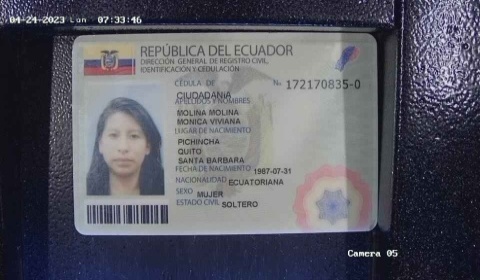 04-24-2023 Lun 07:33:46
REPÚBLICA DEL ECUADOR
DIRECCIÓN GENERAL DE REGISTRO CIVIL,
IDENTIFICACIÓN Y CEDULACIÓN
CÉDULA DE No 172170835-0
CIUDADANÍA
APELLIDOS Y NOMBRES
MOLINA MOLINA
MONICA VIVIANA
LUGAR DE NACIMIENTO
PICHINCHA
QUITO
SANTA BARBARA
FECHA DE NACIMIENTO 1987-07-31
NACIONALIDAD ECUATORIANA
SEXO MUJER
ESTADO CIVIL SOLTERO
Camera 05